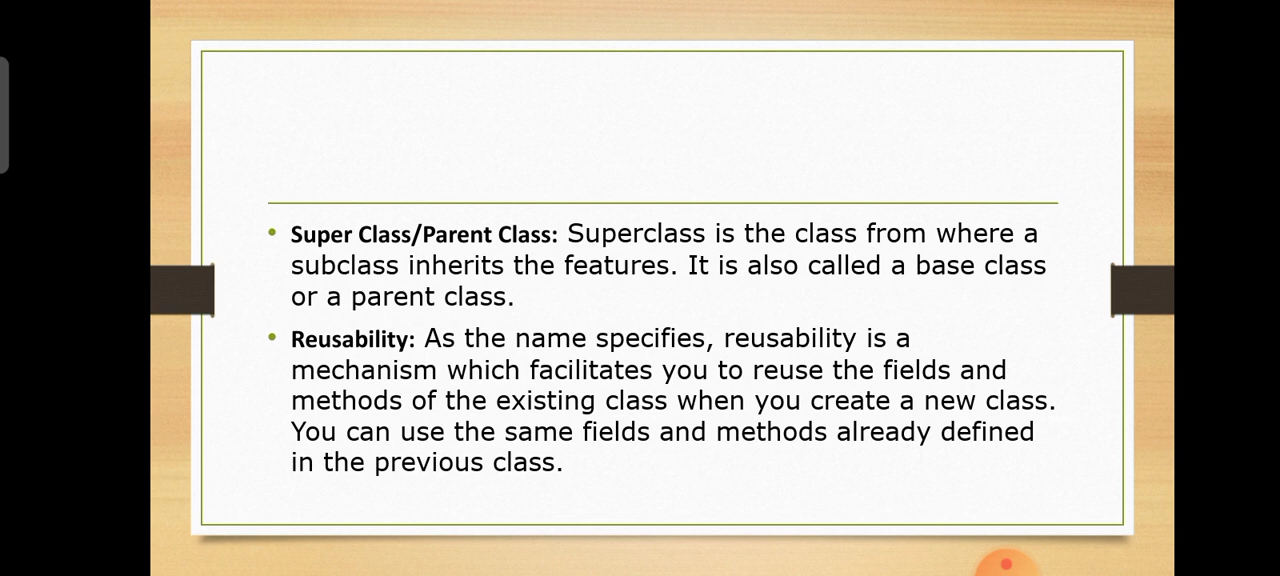 • Super Class/Parent Class: Superclass is the class from where a
subclass inherits the features. It is also called a base class
or a parent class.
• Reusability: As the name specifies, reusability is a
mechanism which facilitates you to reuse the fields and
methods of the existing class when you create a new class.
You can use the same fields and methods already defined
in the previous class.